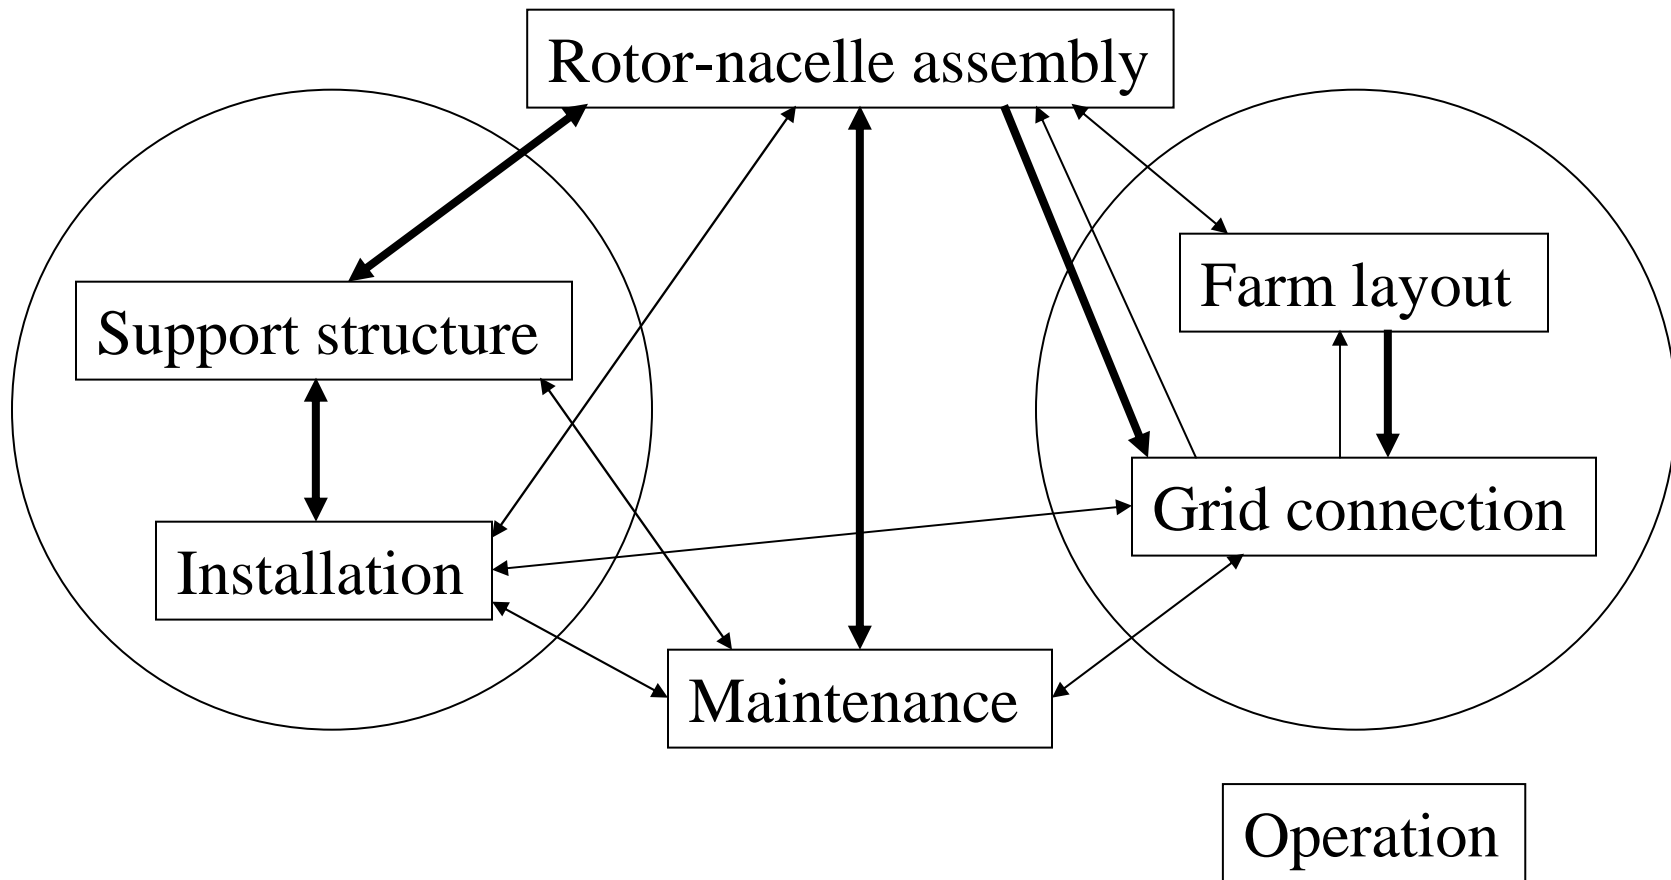 Rotor-nacelle assembly
Farm layout
Support structure
Grid connection
Installation
Maintenance
Operation